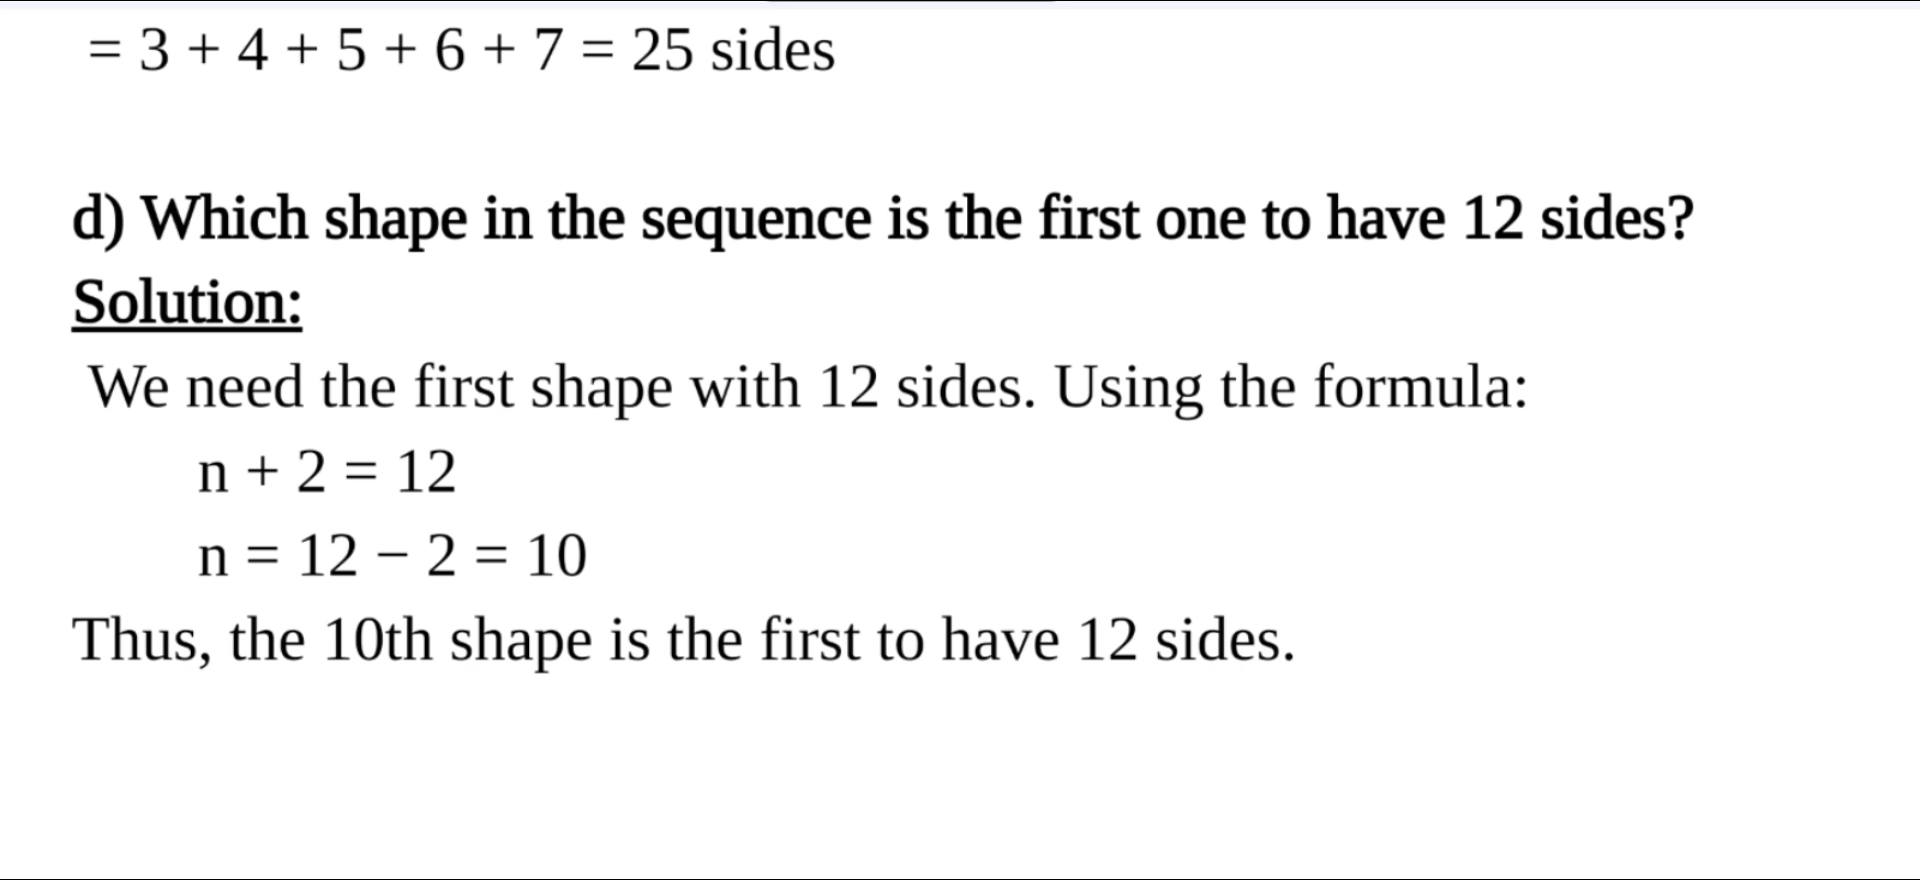 = 3 + 4 + 5 + 6 + 7 = 25 sides
d) Which shape in the sequence is the first one to have 12 sides?
Solution:
We need the first shape with 12 sides. Using the formula:
n + 2 = 12
n = 12 − 2 = 10
Thus, the 10th shape is the first to have 12 sides.